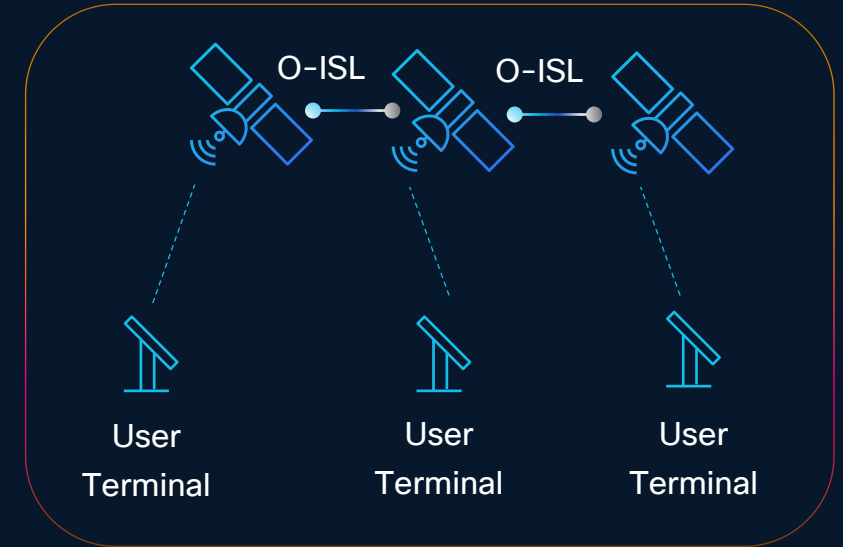 O-ISL
O-ISL
User
Terminal
User
Terminal
User
Terminal